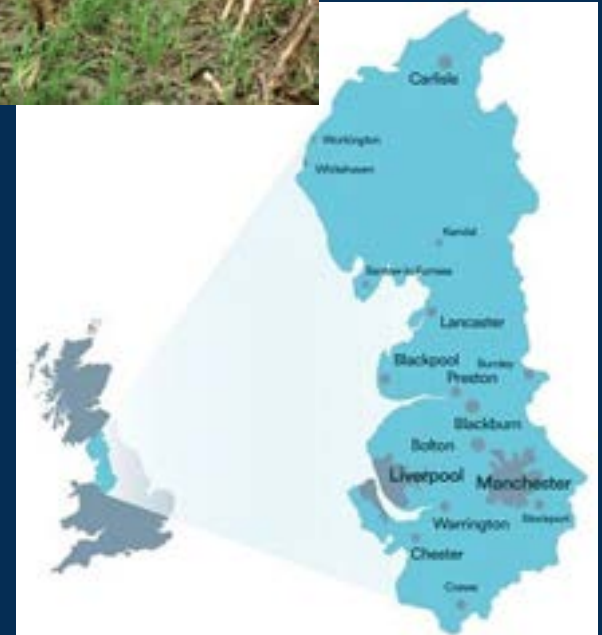 Carlisle
Workington
Whitehaven
Kendal
Barrow-in-Furness
Lancaster
Blackpool
Burnley
Preston
Blackburn
Bolton
Liverpool
Manchester
Stockport
Warrington
Chester
Crewe